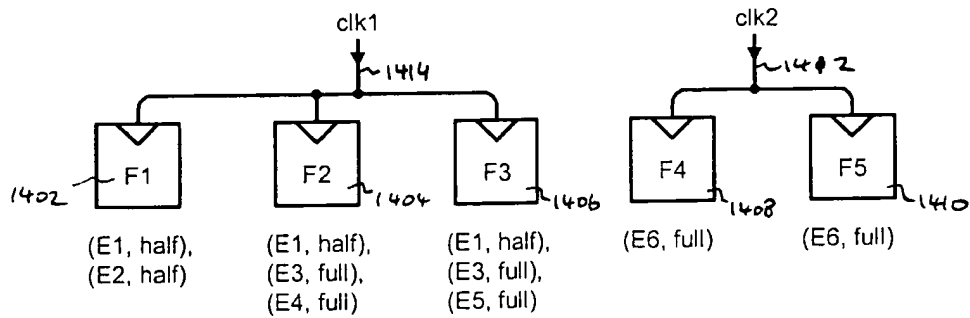 clk1
clk2
1414
1412
F1
F2
F3
F4
F5
1402
1404
1406
1408
1410
(E1, half),
(E2, half)
(E1, half),
(E3, full),
(E4, full)
(E1, half),
(E3, full),
(E5, full)
(E6, full)
(E6, full)